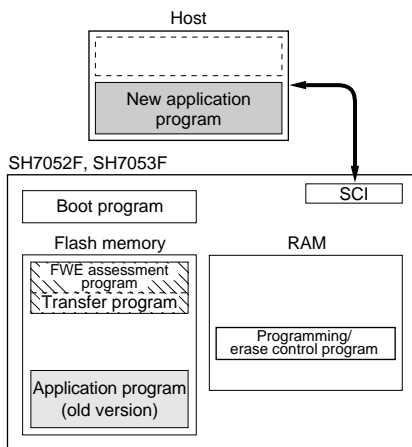 Host
New application
program
SH7052F, SH7053F
SCI
Boot program
Flash memory
RAM
FWE assessment
program
Transfer program
Programming/
erase control program
Application program
(old version)